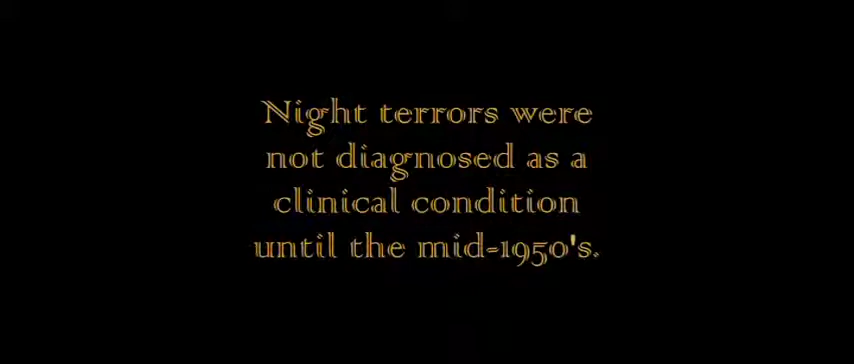 Night terrors were
not diagnosed as a
clinical condition
until the mid-1950's.